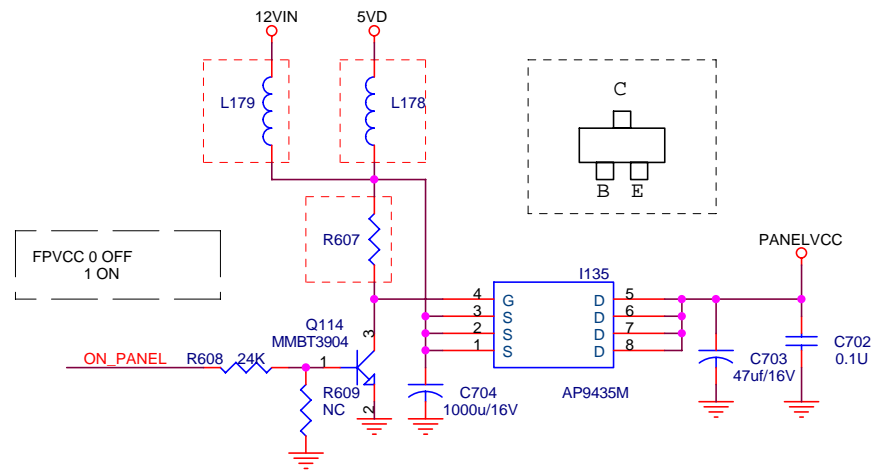 12VIN
5VD
L179
L178
C
B E
R607
FPVCC 0 OFF
1 ON
PANELVCC
I135
4 G D 5
3 S D 6
2 S D 7
1 S D 8
Q114
MMBT3904
3
1
2
ON_PANEL
R608
24K
R609
NC
C704
1000u/16V
AP9435M
C703
47uf/16V
C702
0.1U